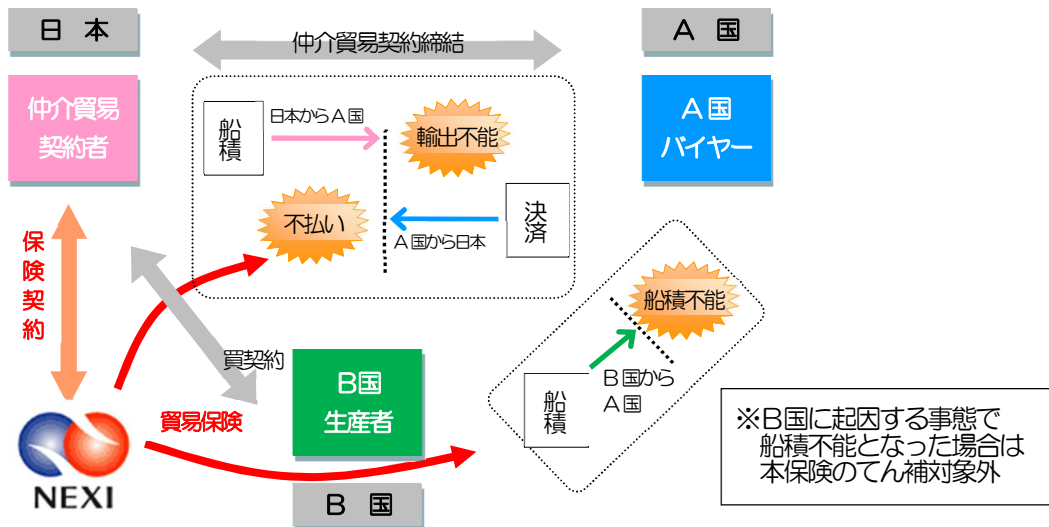 日 本
仲介貿易契約締結
A 国
仲介貿易
契約者
船積
日本からA国
輸出不能
A国
バイヤー
不払い
A国から日本
決済
保険契約
船積不能
買契約
B国
生産者
船積
B国から
A国
貿易保険
NEXI
B 国
※B国に起因する事態で
船積不能となった場合は
本保険のてん補対象外